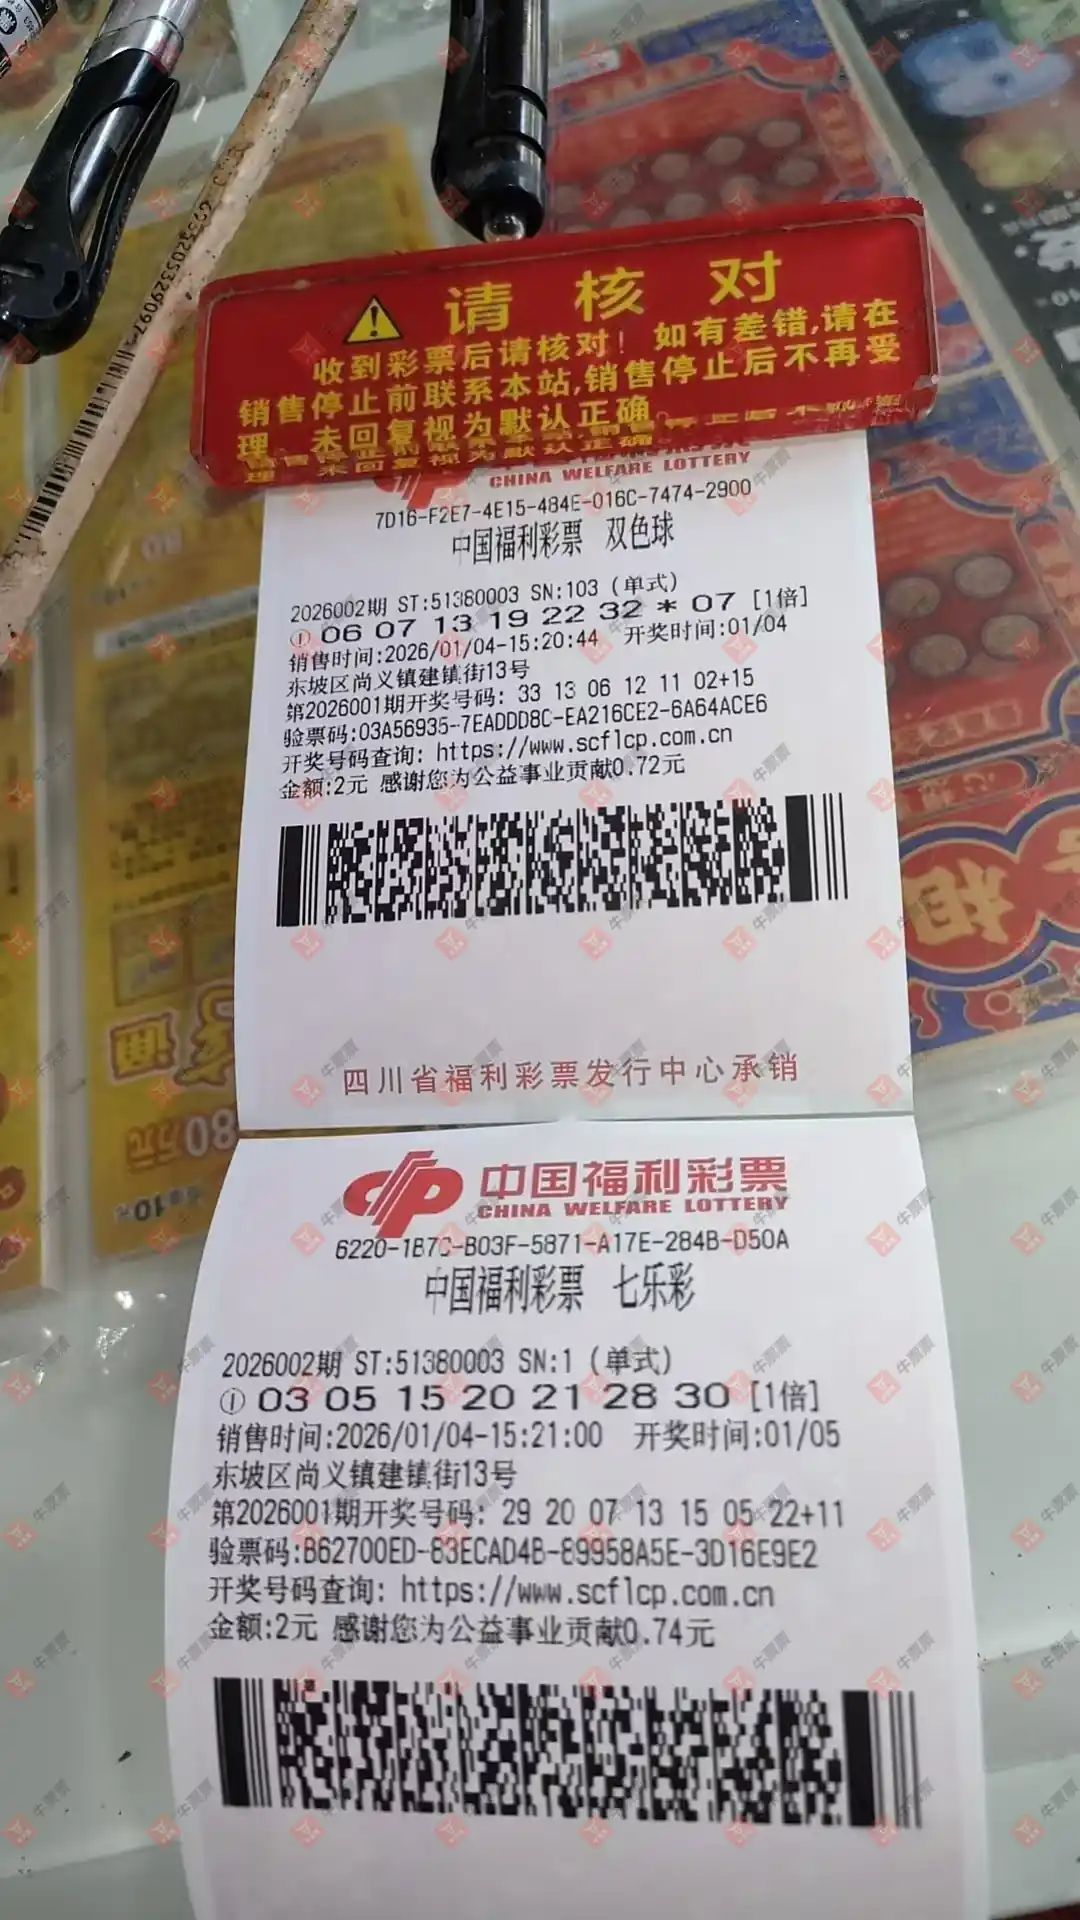 请核对
收到彩票后请核对！如有差错,请在
销售停止前联系本站,销售停止后不再受
理。未回复视为默认正确。
CHINA WELFARE LOTTERY
7D16-F2E7-4E15-484E-016C-7474-2900
中国福利彩票 双色球
2026002期 ST:51380003 SN:103 (单式)
① 06 07 13 19 22 32 * 07 [1倍]
销售时间:2026/01/04-15:20:44 开奖时间:01/04
东坡区尚义镇建镇街13号
第2026001期开奖号码: 33 13 06 12 11 02+15
验票码:03A56935-7EADDD8C-EA216CE2-6A64ACE6
开奖号码查询: https://www.scflcp.com.cn
金额:2元 感谢您为公益事业贡献0.72元
四川省福利彩票发行中心承销
中国福利彩票
CHINA WELFARE LOTTERY
6220-1B7C-B03F-5871-A17E-284B-D50A
中国福利彩票 七乐彩
2026002期 ST:51380003 SN:1 (单式)
① 03 05 15 20 21 28 30 [1倍]
销售时间:2026/01/04-15:21:00 开奖时间:01/05
东坡区尚义镇建镇街13号
第2026001期开奖号码: 29 20 07 13 15 05 22+11
验票码:B62700ED-83ECAD4B-89958A5E-3D16E9E2
开奖号码查询: https://www.scflcp.com.cn
金额:2元 感谢您为公益事业贡献0.74元
牛票票